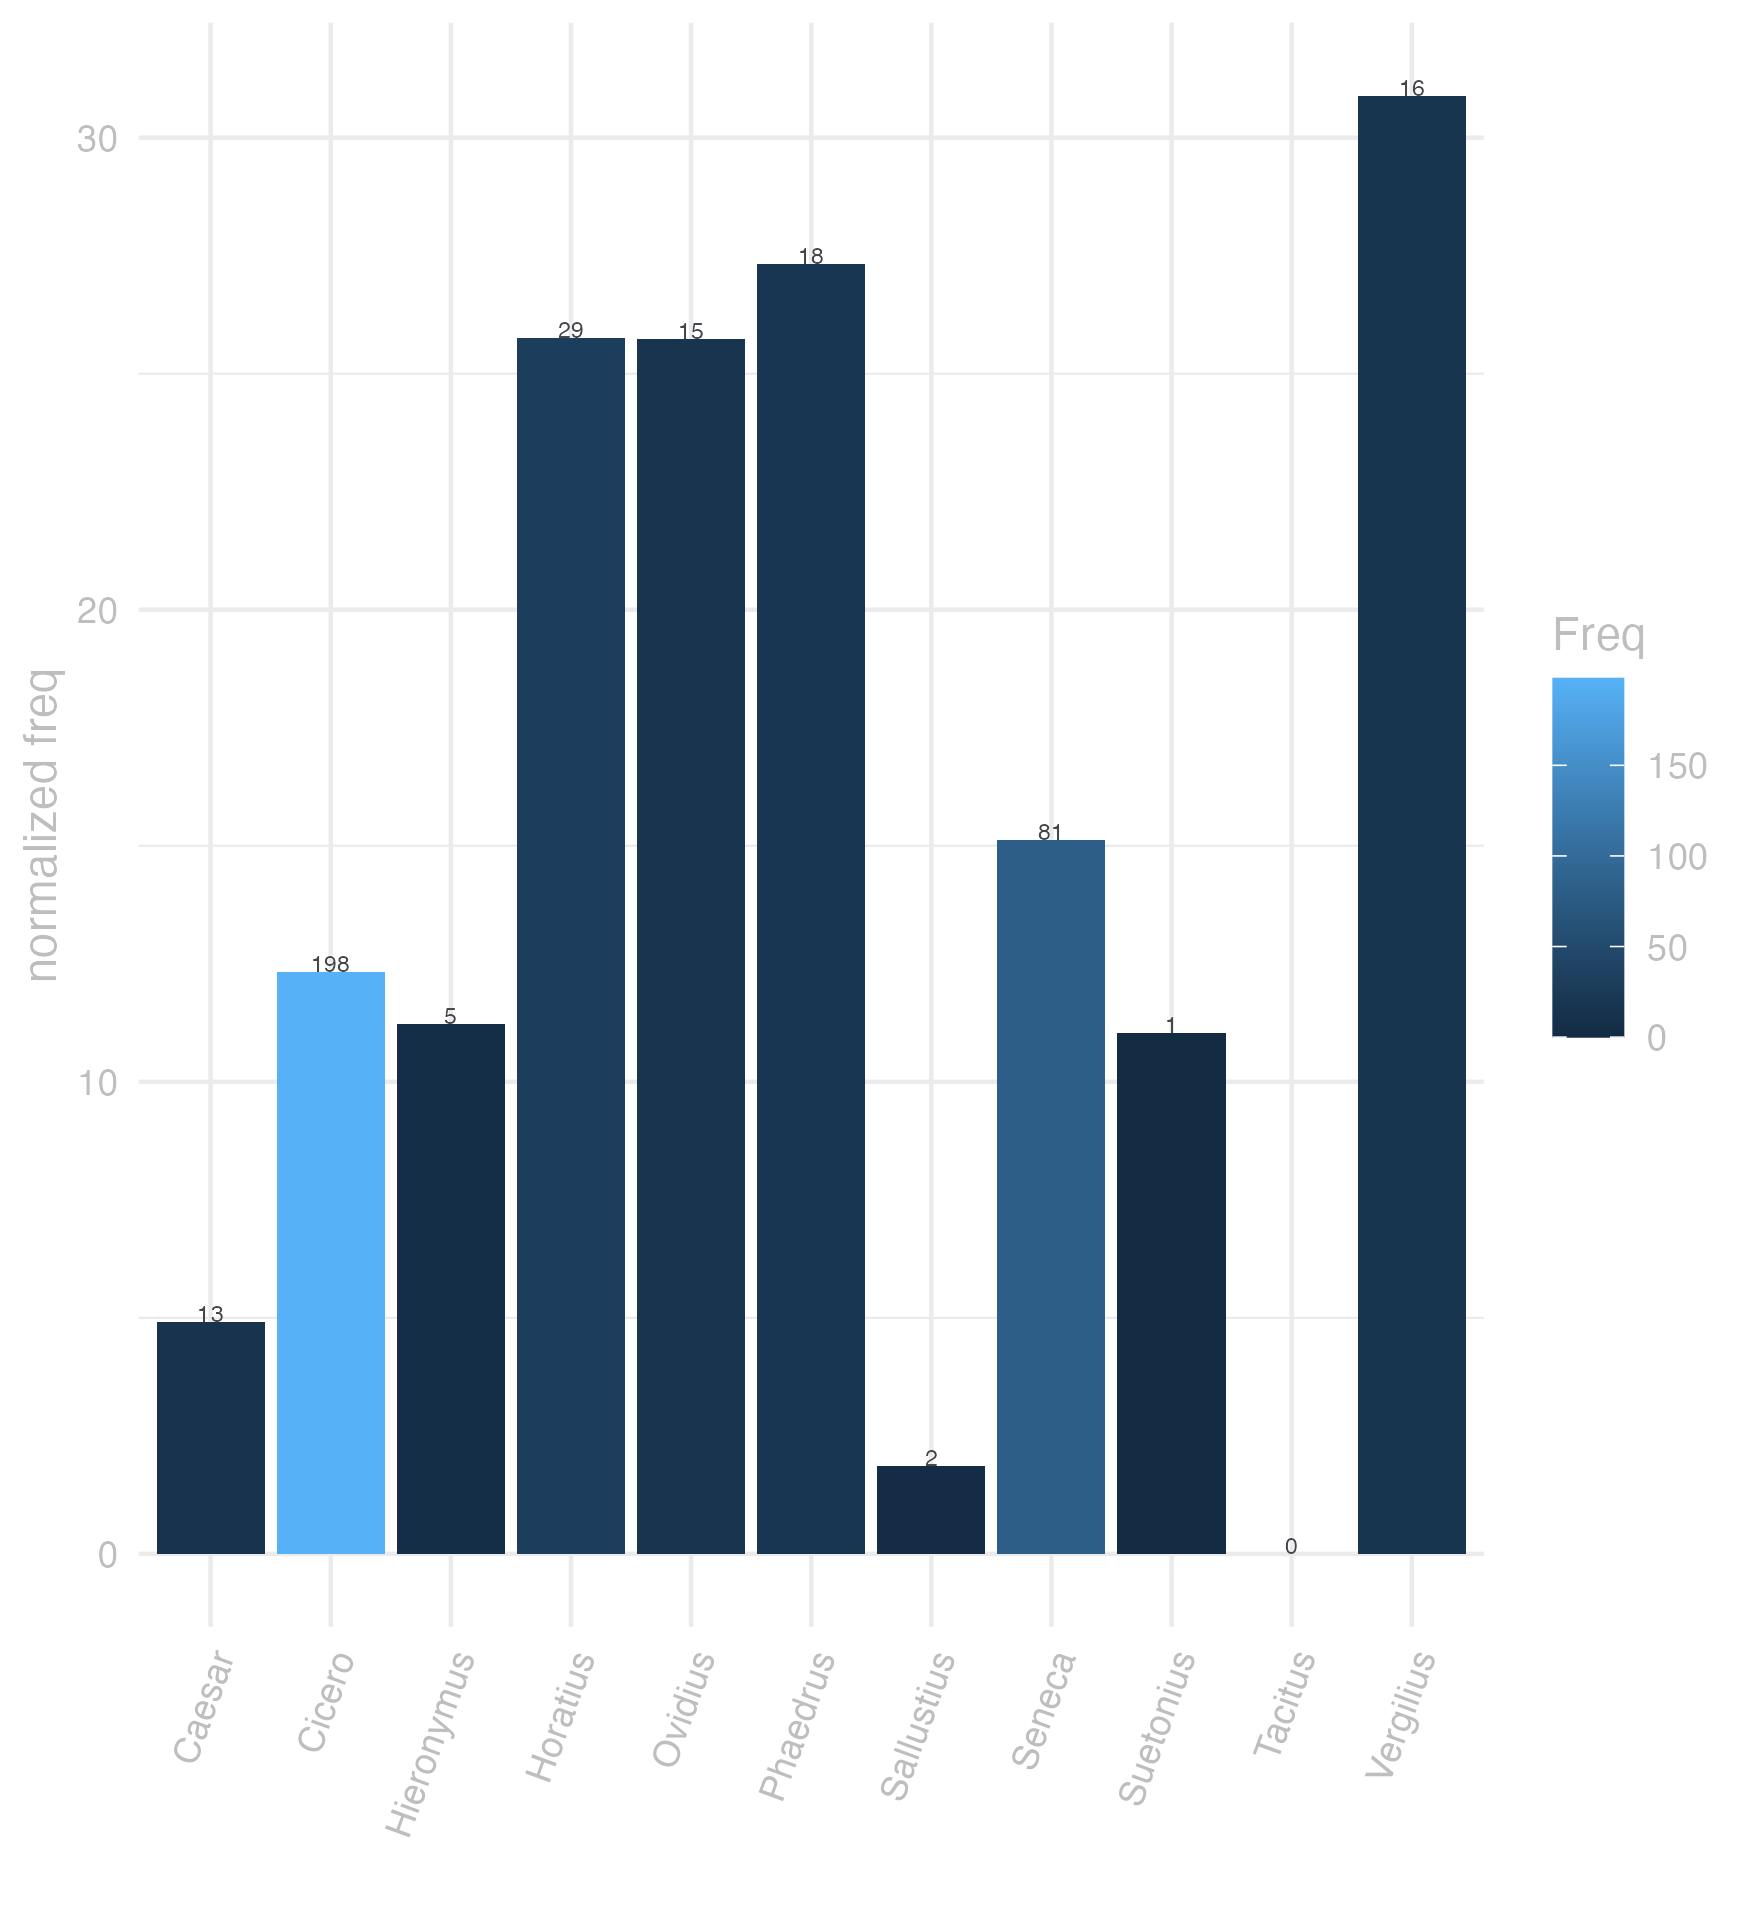 normalized freq
30
20
10
0
13
198
5
29
15
18
2
81
1
0
16
Caesar
Cicero
Hieronymus
Horatius
Ovidius
Phaedrus
Sallustius
Seneca
Suetonius
Tacitus
Vergilius
Freq
150
100
50
0